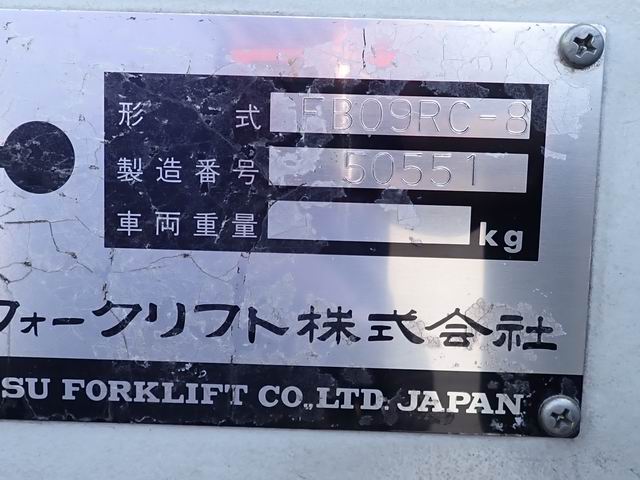 形式 FB09RC-8
製造番号 50551
車両重量 kg
フォークリフト株式会社
SU FORKLIFT CO.,LTD. JAPAN